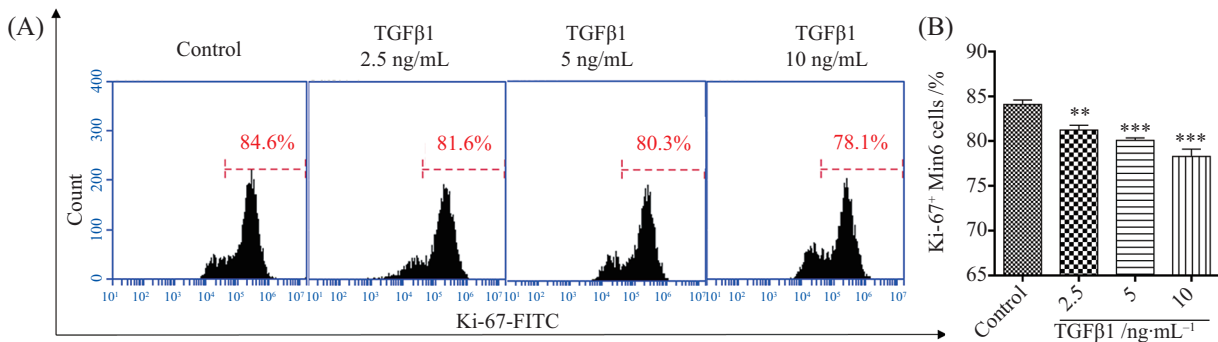 (A)
Control
TGFβ1
2.5 ng/mL
TGFβ1
5 ng/mL
TGFβ1
10 ng/mL
Count
400
300
200
100
0
84.6%
81.6%
80.3%
78.1%
10¹ 10² 10³ 10⁴ 10⁵ 10⁶ 10⁷
10¹ 10² 10³ 10⁴ 10⁵ 10⁶ 10⁷
10¹ 10² 10³ 10⁴ 10⁵ 10⁶ 10⁷
10¹ 10² 10³ 10⁴ 10⁵ 10⁶ 10⁷
Ki-67-FITC
(B)
Ki-67⁺ Min6 cells /%
90
85
80
75
70
65
**
***
***
Control
2.5
5
10
TGFβ1 /ng·mL⁻¹